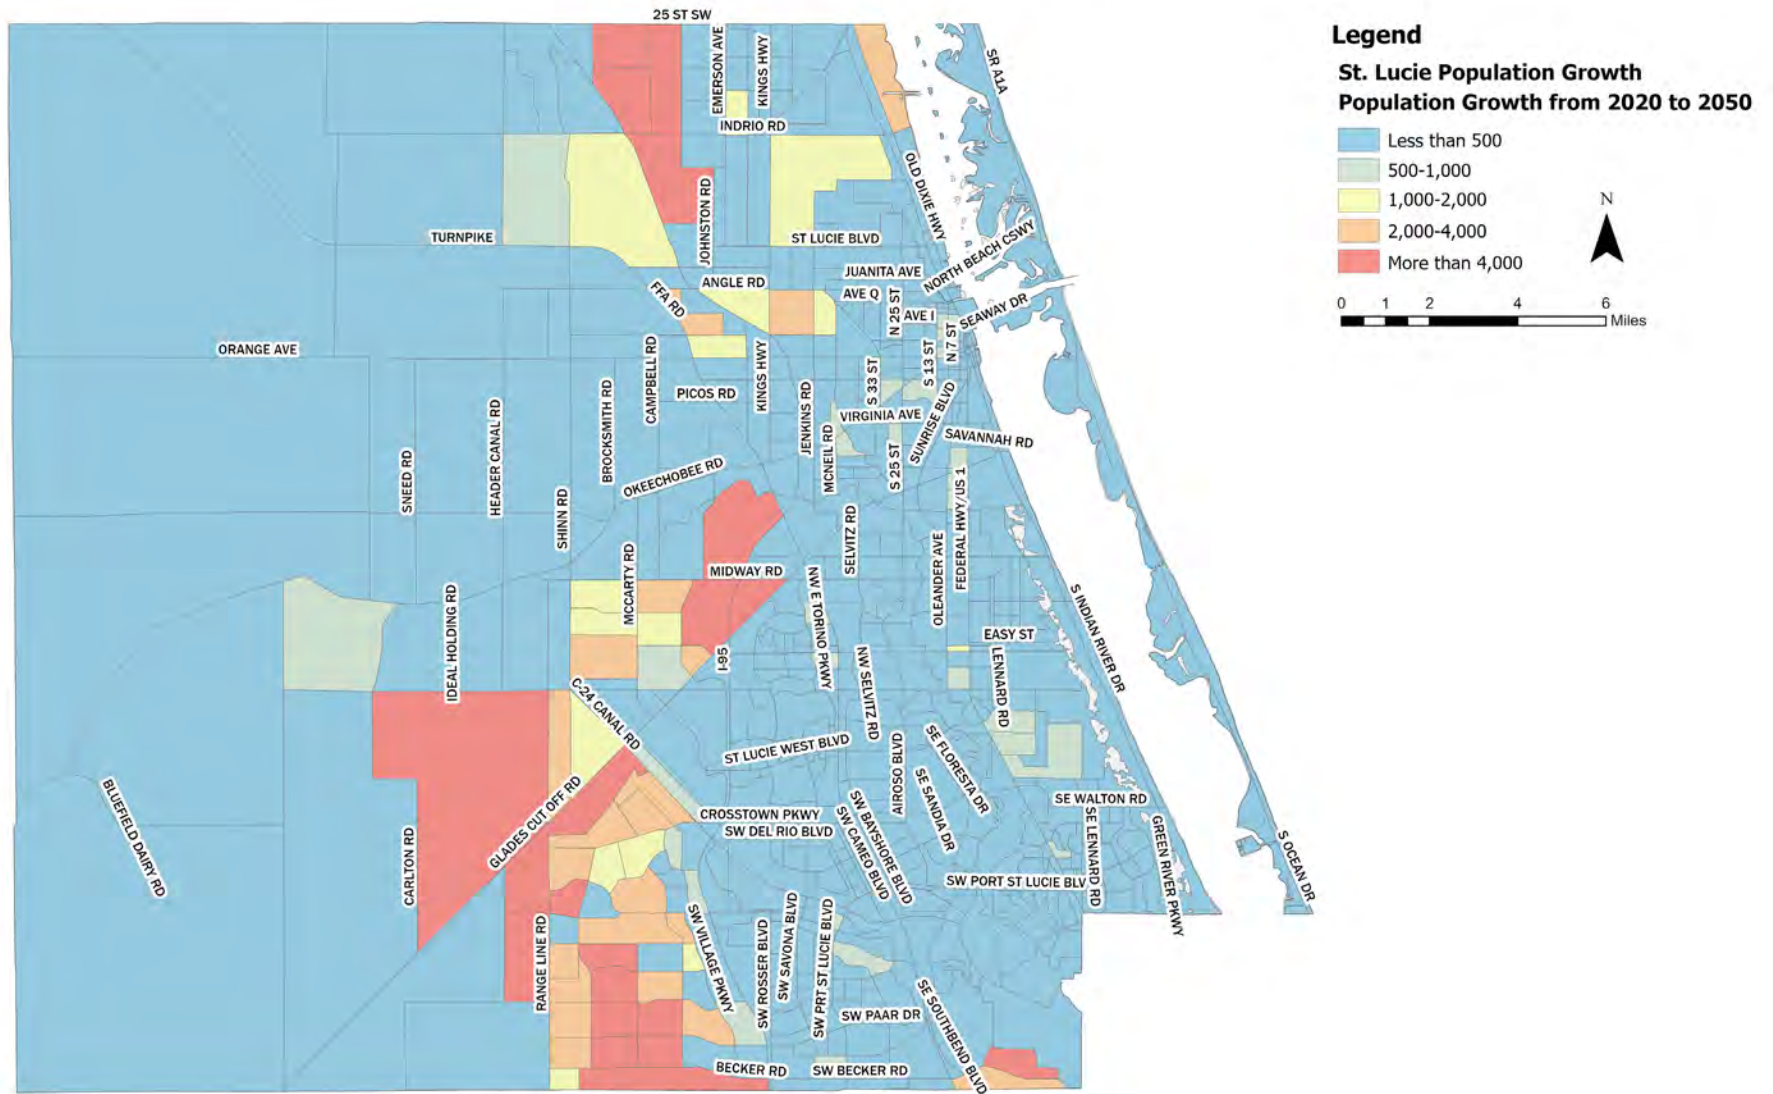 25 ST SW
EMERSON AVE
KINGS HWY
SR A1A
INDRIO RD
OLD DIXIE HWY
JOHNSTON RD
TURNPIKE
ST LUCIE BLVD
NORTH BEACH CSWY
JUANITA AVE
ANGLE RD
FFA RD
AVE Q
N 25 ST
AVE I
SEAWAY DR
N 7 ST
ORANGE AVE
CAMPBELL RD
KINGS HWY
S 33 ST
S 13 ST
PICOS RD
BROCKSMITH RD
JENKINS RD
SUNRISE BLVD
VIRGINIA AVE
HEADER CANAL RD
MCNEIL RD
SAVANNAH RD
SNEED RD
OKEECHOBEE RD
S 25 ST
SHINN RD
FEDERAL HWY/US 1
SELVITZ RD
OLEANDER AVE
MCCARTY RD
MIDWAY RD
NW E TORINO PKWY
S INDIAN RIVER DR
IDEAL HOLDING RD
EASY ST
I-95
LENNARD RD
NW SELVITZ RD
C-24 CANAL RD
ST LUCIE WEST BLVD
AIROSO BLVD
SE FLORESTA DR
SE SANDIA DR
BLUEFIELD DAIRY RD
GLADES CUT OFF RD
SE WALTON RD
CROSSTOWN PKWY
SW BAYSHORE BLVD
SW CAMEO BLVD
SW DEL RIO BLVD
SE LENNARD RD
GREEN RIVER PKWY
S OCEAN DR
CARLTON RD
SW PORT ST LUCIE BLV
RANGE LINE RD
SW VILLAGE PKWY
SW ROSSER BLVD
SW SAVONA BLVD
SW PRT ST LUCIE BLVD
SW PAAR DR
SE SOUTHBEND BLVD
BECKER RD
SW BECKER RD
Legend
St. Lucie Population Growth
Population Growth from 2020 to 2050
Less than 500
500-1,000
1,000-2,000
2,000-4,000
More than 4,000
N
0 1 2 4 6
Miles